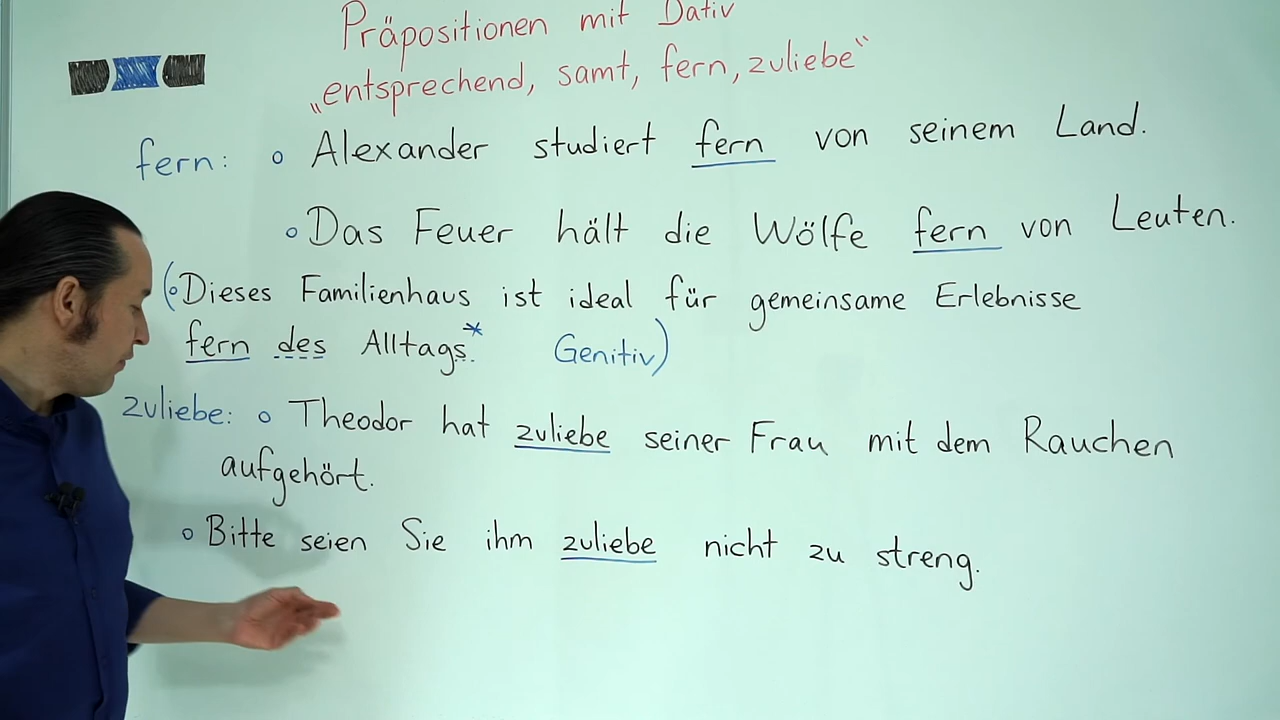 Präpositionen mit Dativ
„entsprechend, samt, fern, zuliebe“
fern: o Alexander studiert fern von seinem Land.
o Das Feuer hält die Wölfe fern von Leuten.
(o Dieses Familienhaus ist ideal für gemeinsame Erlebnisse
fern des Alltags.* Genitiv)
zuliebe: o Theodor hat zuliebe seiner Frau mit dem Rauchen
aufgehört.
o Bitte seien Sie ihm zuliebe nicht zu streng.